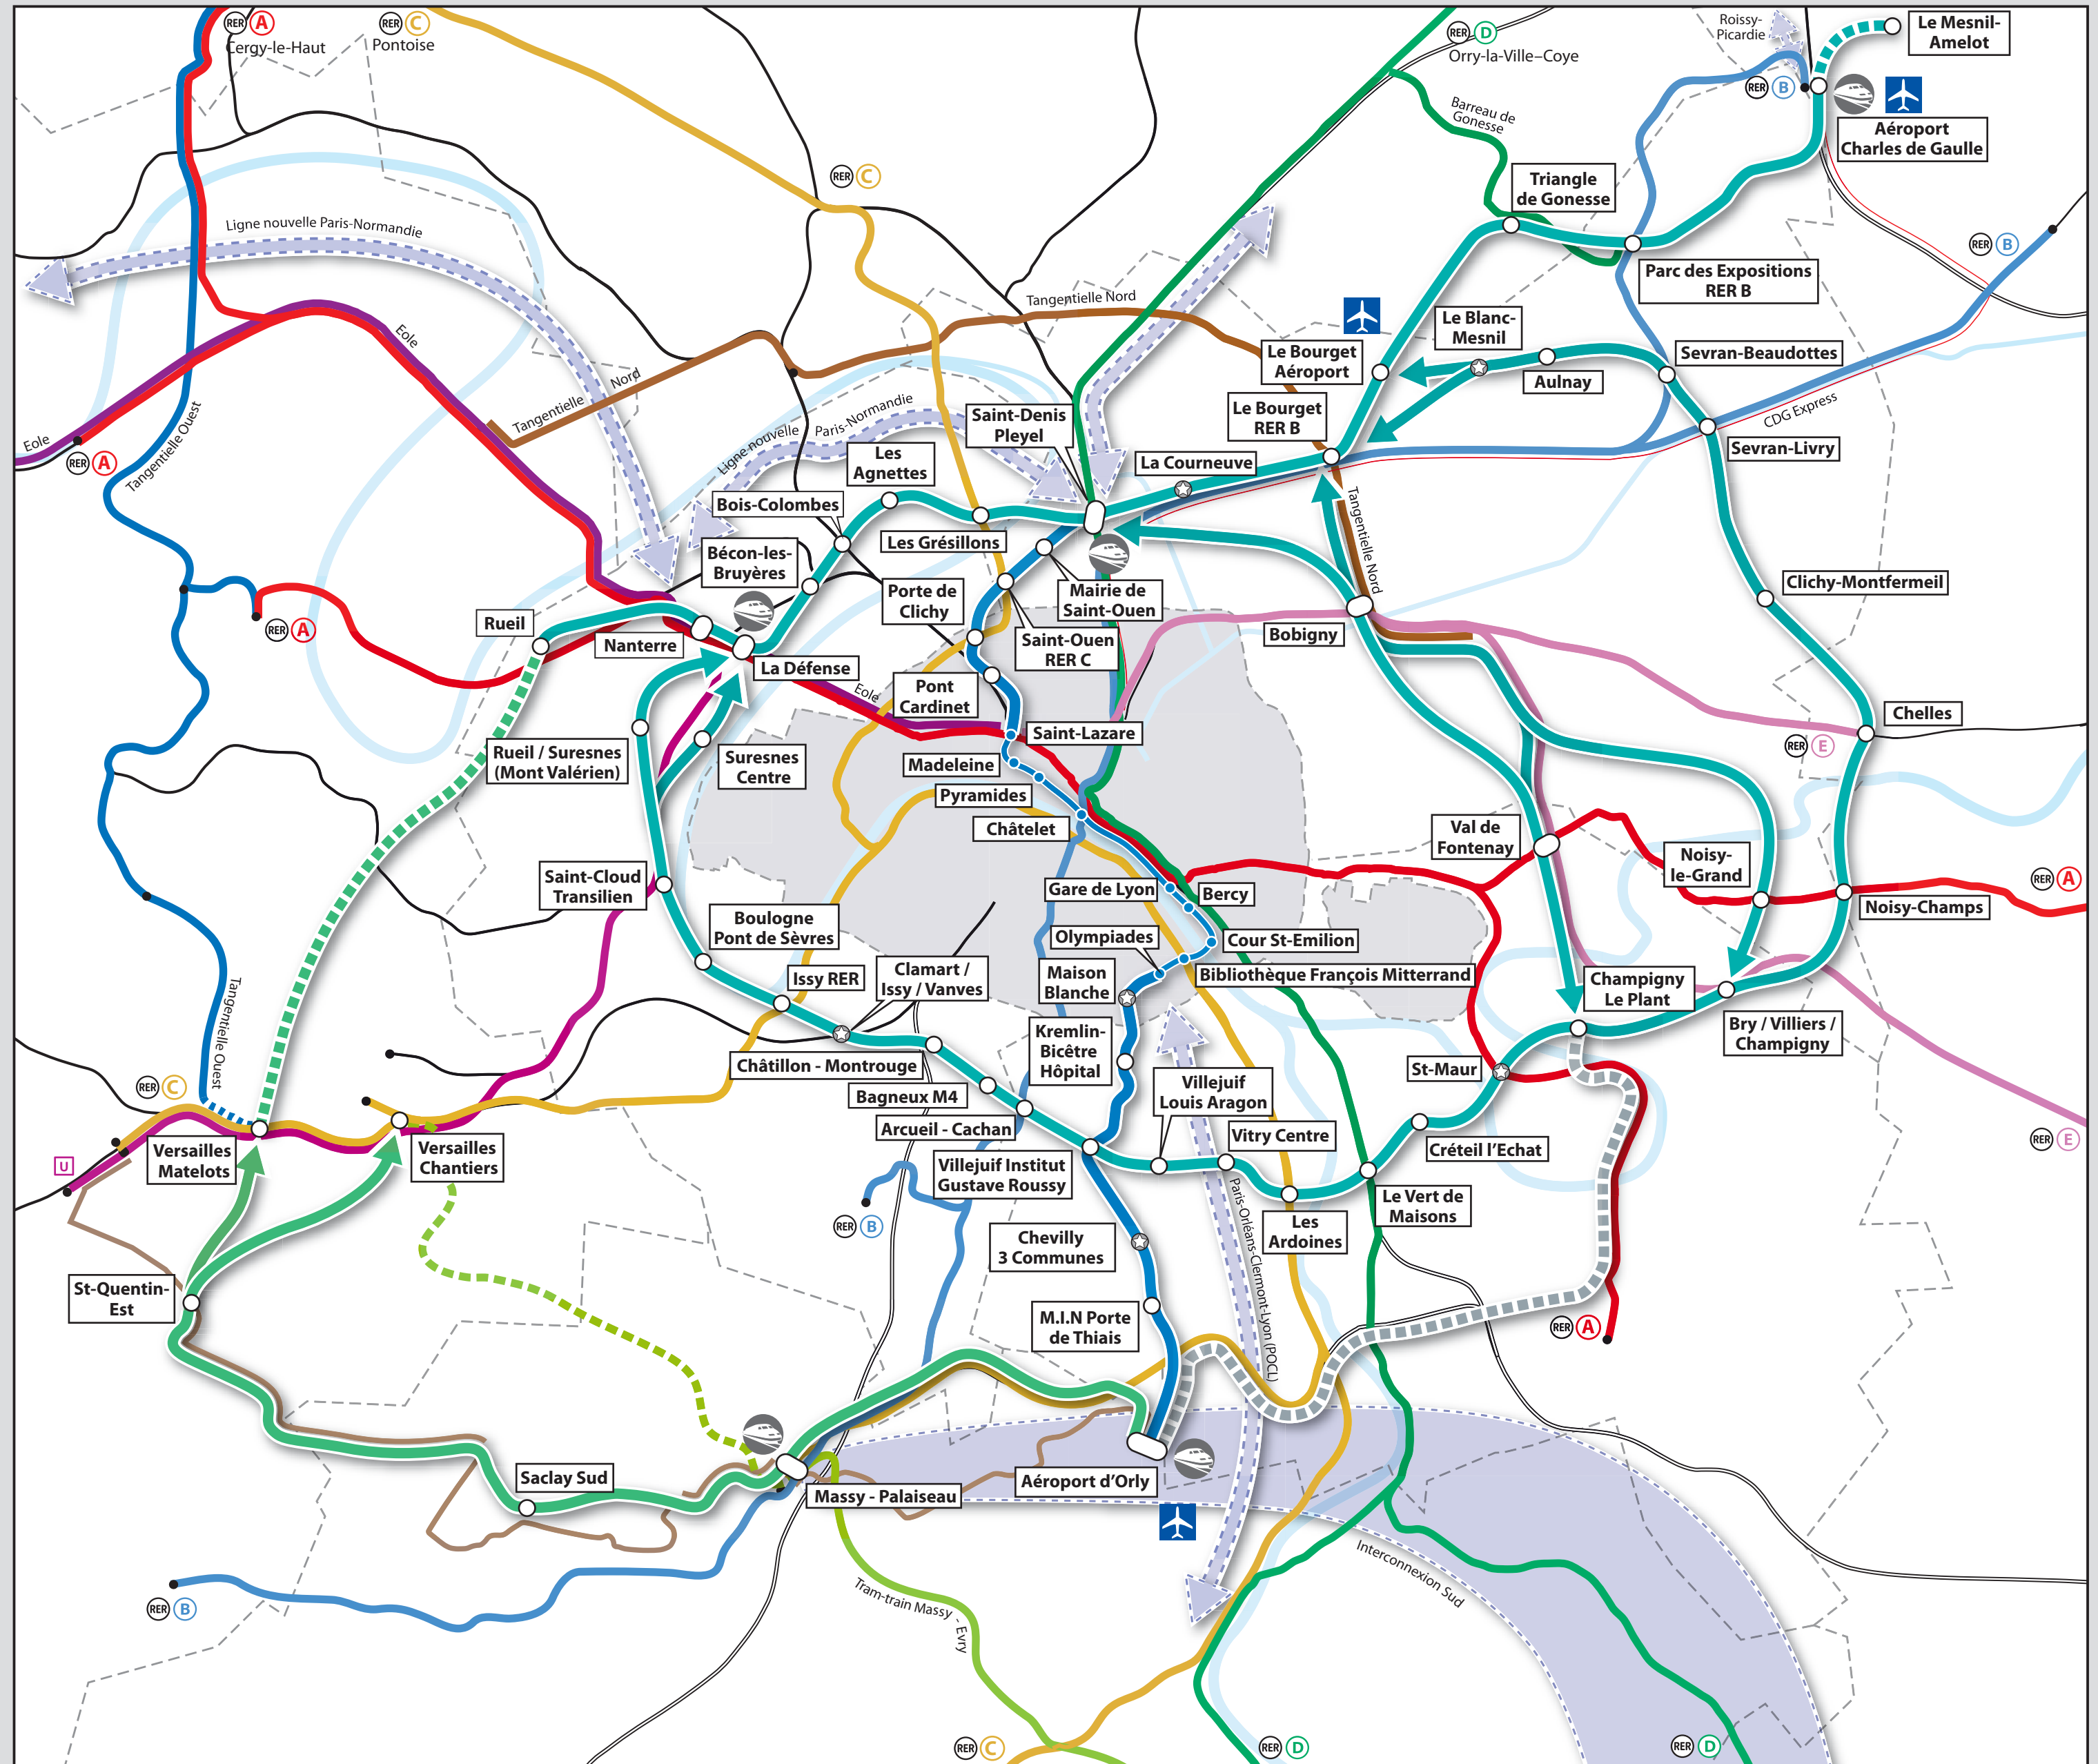 RER A
Cergy-le-Haut
RER C
Pontoise
RER D
Orry-la-Ville–Coye
Roissy-
Picardie
Le Mesnil-
Amelot
RER B
Barreau de
Gonesse
Aéroport
Charles de Gaulle
RER C
Triangle
de Gonesse
Ligne nouvelle Paris-Normandie
RER B
Parc des Expositions
RER B
Tangentielle Nord
Eole
Le Blanc-
Mesnil
Le Bourget
Aéroport
Sevran-Beaudottes
Aulnay
Tangentielle
Nord
CDG Express
Saint-Denis
Pleyel
Le Bourget
RER B
Ligne nouvelle
Paris-Normandie
Eole
RER A
Tangentielle Ouest
Les
Agnettes
La Courneuve
Sevran-Livry
Bois-Colombes
Les Grésillons
Tangentielle Nord
Bécon-les-
Bruyères
Porte de
Clichy
Mairie de
Saint-Ouen
Clichy-Montfermeil
Rueil
RER A
Nanterre
Saint-Ouen
RER C
Bobigny
La Défense
Eole
Pont
Cardinet
Saint-Lazare
Chelles
RER E
Rueil / Suresnes
(Mont Valérien)
Suresnes
Centre
Madeleine
Pyramides
Châtelet
Val de
Fontenay
Noisy-
le-Grand
Saint-Cloud
Transilien
Gare de Lyon
Bercy
RER A
Noisy-Champs
Boulogne
Pont de Sèvres
Olympiades
Cour St-Emilion
Issy RER
Clamart /
Issy / Vanves
Maison
Blanche
Bibliothèque François Mitterrand
Champigny
Le Plant
Tangentielle Ouest
Kremlin-
Bicêtre
Hôpital
Bry / Villiers /
Champigny
Châtillon - Montrouge
St-Maur
RER C
Bagneux M4
Villejuif
Louis Aragon
Arcueil - Cachan
Vitry Centre
Créteil l'Echat
RER E
U
Versailles
Matelots
Versailles
Chantiers
Villejuif Institut
Gustave Roussy
Le Vert de
Maisons
RER B
Paris-Orléans-Clermont-Lyon (POCL)
Les
Ardoines
Chevilly
3 Communes
St-Quentin-
Est
M.I.N Porte
de Thiais
RER A
Saclay Sud
Aéroport d'Orly
Massy - Palaiseau
Interconnexion Sud
RER B
Tram-train Massy - Evry
RER C
RER D
RER D